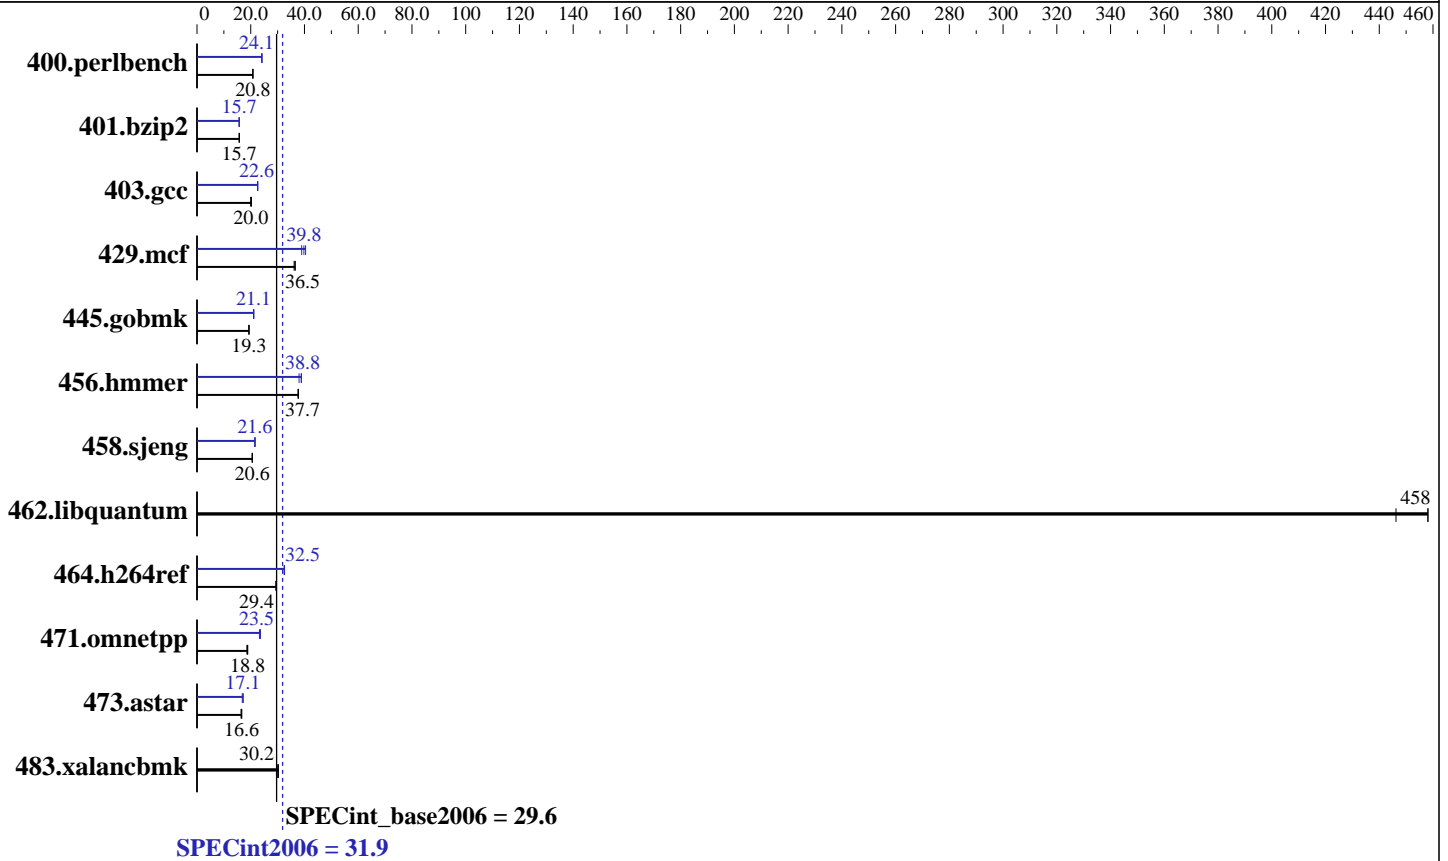 0 20.0 40.0 60.0 80.0 100 120 140 160 180 200 220 240 260 280 300 320 340 360 380 400 420 440 460
24.1
400.perlbench
20.8
15.7
401.bzip2
15.7
22.6
403.gcc
20.0
39.8
429.mcf
36.5
21.1
445.gobmk
19.3
38.8
456.hmmer
37.7
21.6
458.sjeng
20.6
458
462.libquantum
32.5
464.h264ref
29.4
23.5
471.omnetpp
18.8
17.1
473.astar
16.6
30.2
483.xalancbmk
SPECint_base2006 = 29.6
SPECint2006 = 31.9